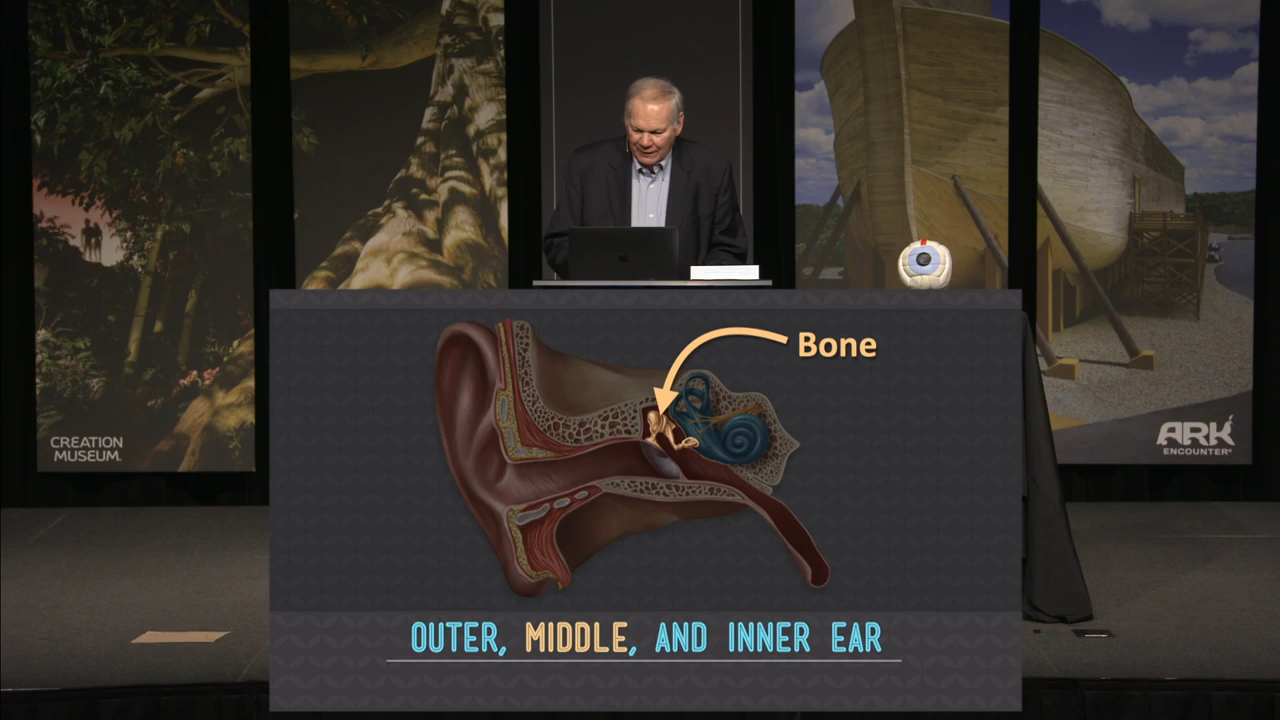 CREATION
MUSEUM
ARK
ENCOUNTER
Bone
OUTER, MIDDLE, AND INNER EAR